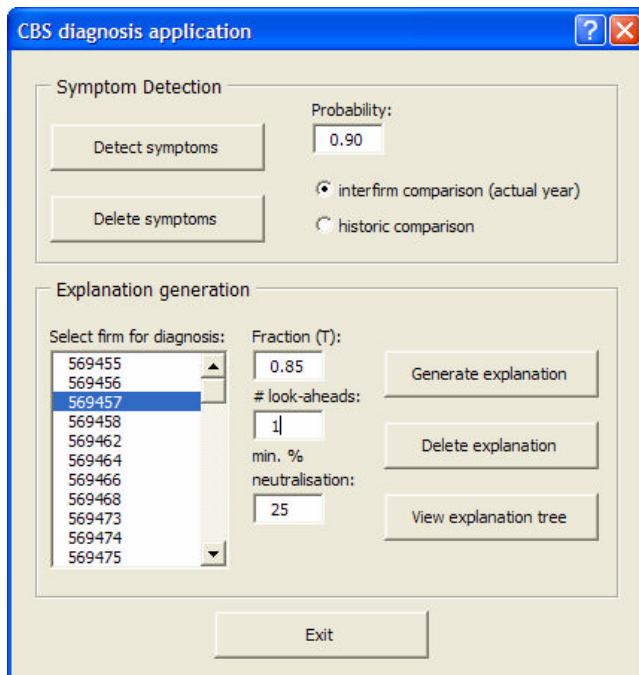 CBS diagnosis application
Symptom Detection
Detect symptoms
Delete symptoms
Probability:
0.90
interfirm comparison (actual year)
historic comparison
Explanation generation
Select firm for diagnosis:
569455
569456
569457
569458
569462
569464
569466
569468
569473
569474
569475
Fraction (T):
0.85
# look-aheads:
1
min. %
neutralisation:
25
Generate explanation
Delete explanation
View explanation tree
Exit